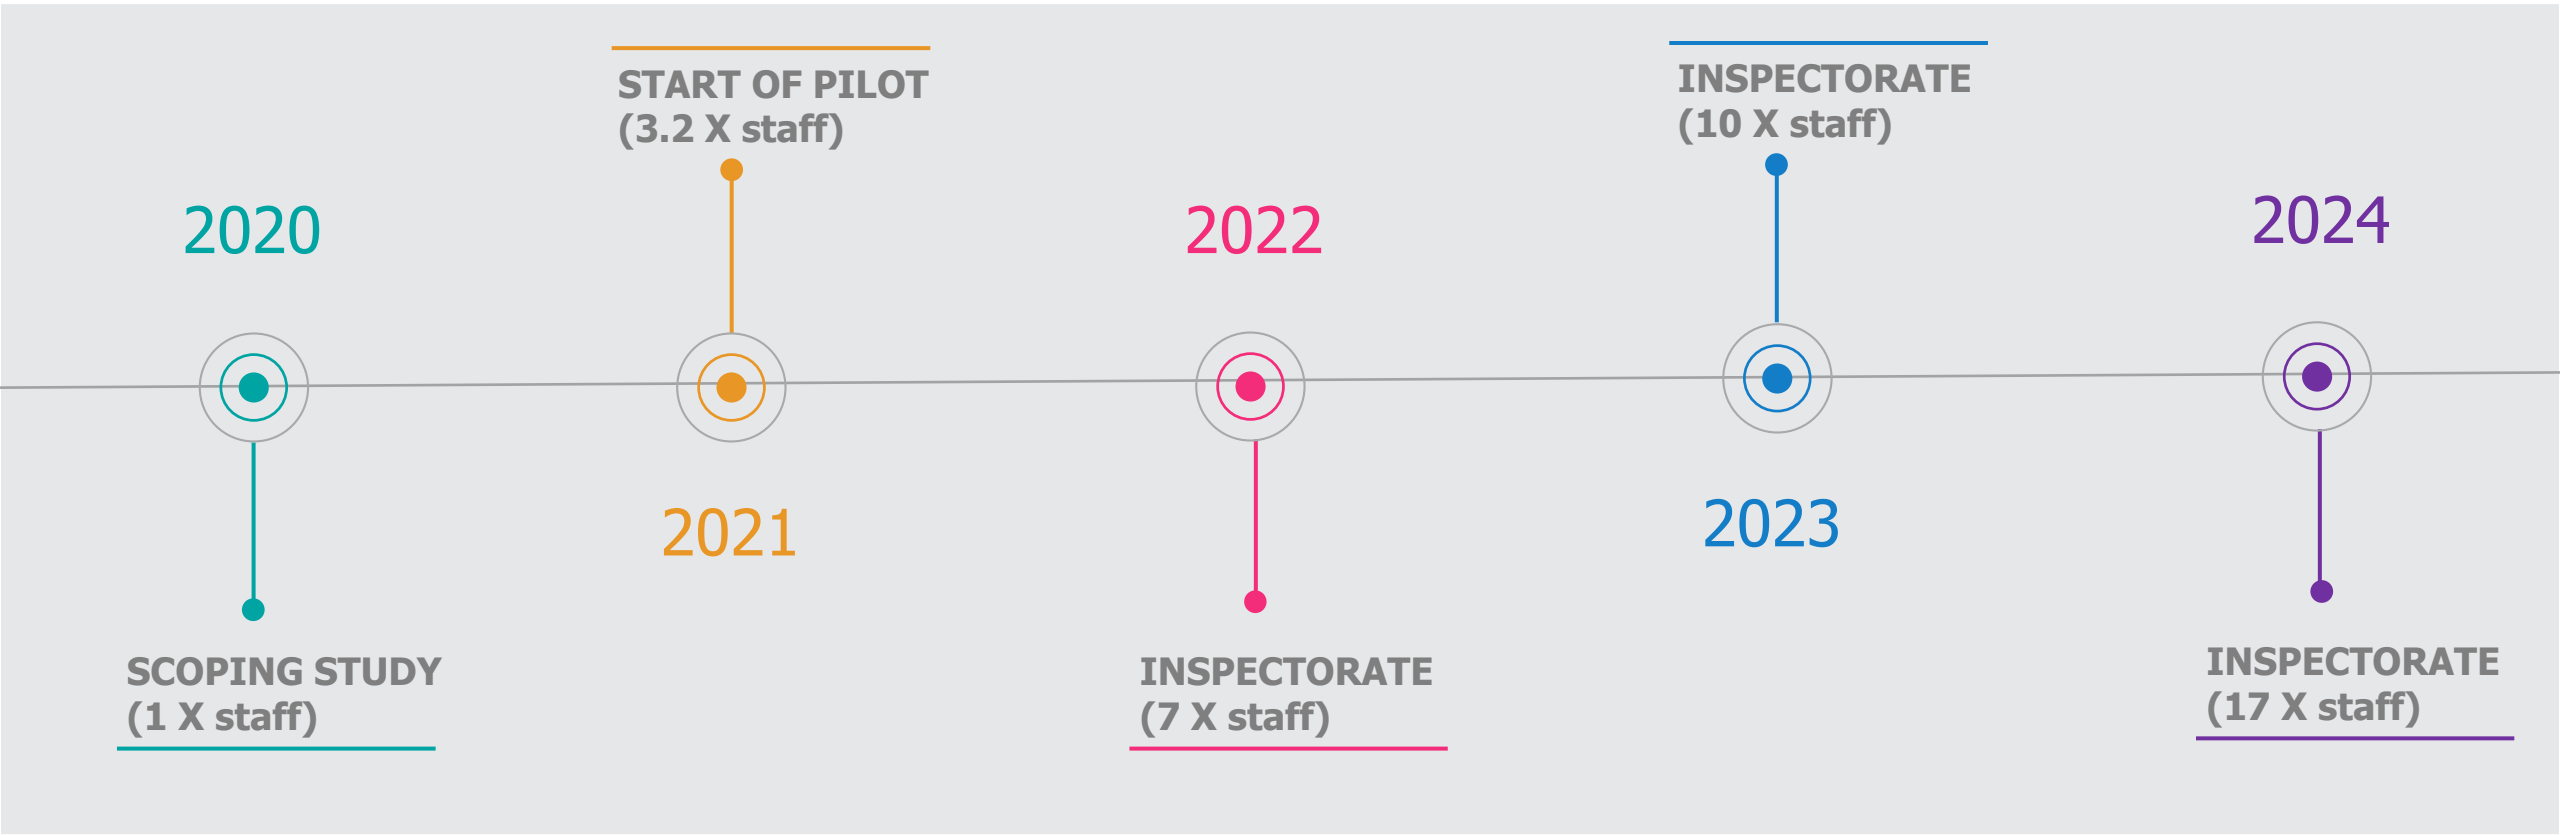 2020
SCOPING STUDY
(1 X staff)
START OF PILOT
(3.2 X staff)
2021
2022
INSPECTORATE
(7 X staff)
INSPECTORATE
(10 X staff)
2023
2024
INSPECTORATE
(17 X staff)